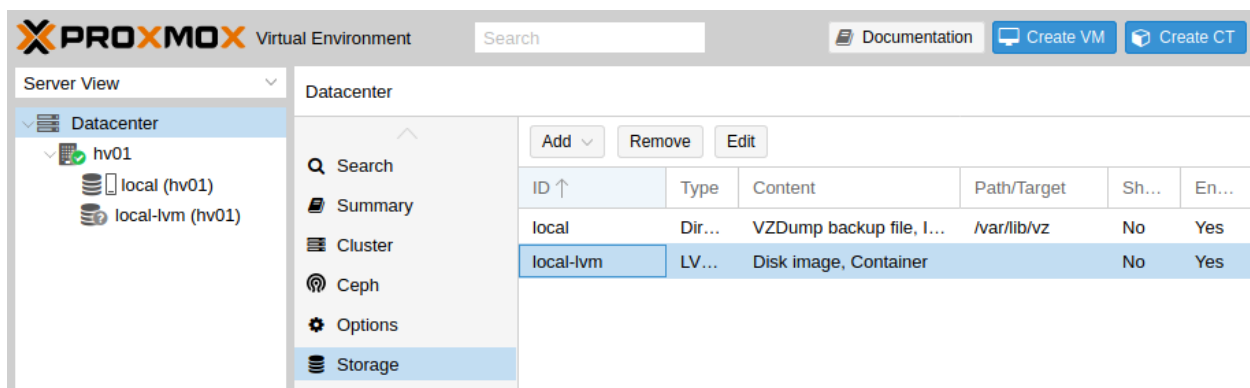 PROXMOX Virtual Environment Search Documentation Create VM Create CT
Server View
Datacenter
hv01
local (hv01)
local-lvm (hv01)
Datacenter
Search
Summary
Cluster
Ceph
Options
Storage
Add Remove Edit
ID Type Content Path/Target Sh... En...
local Dir... VZDump backup file, I... /var/lib/vz No Yes
local-lvm LV... Disk image, Container No Yes